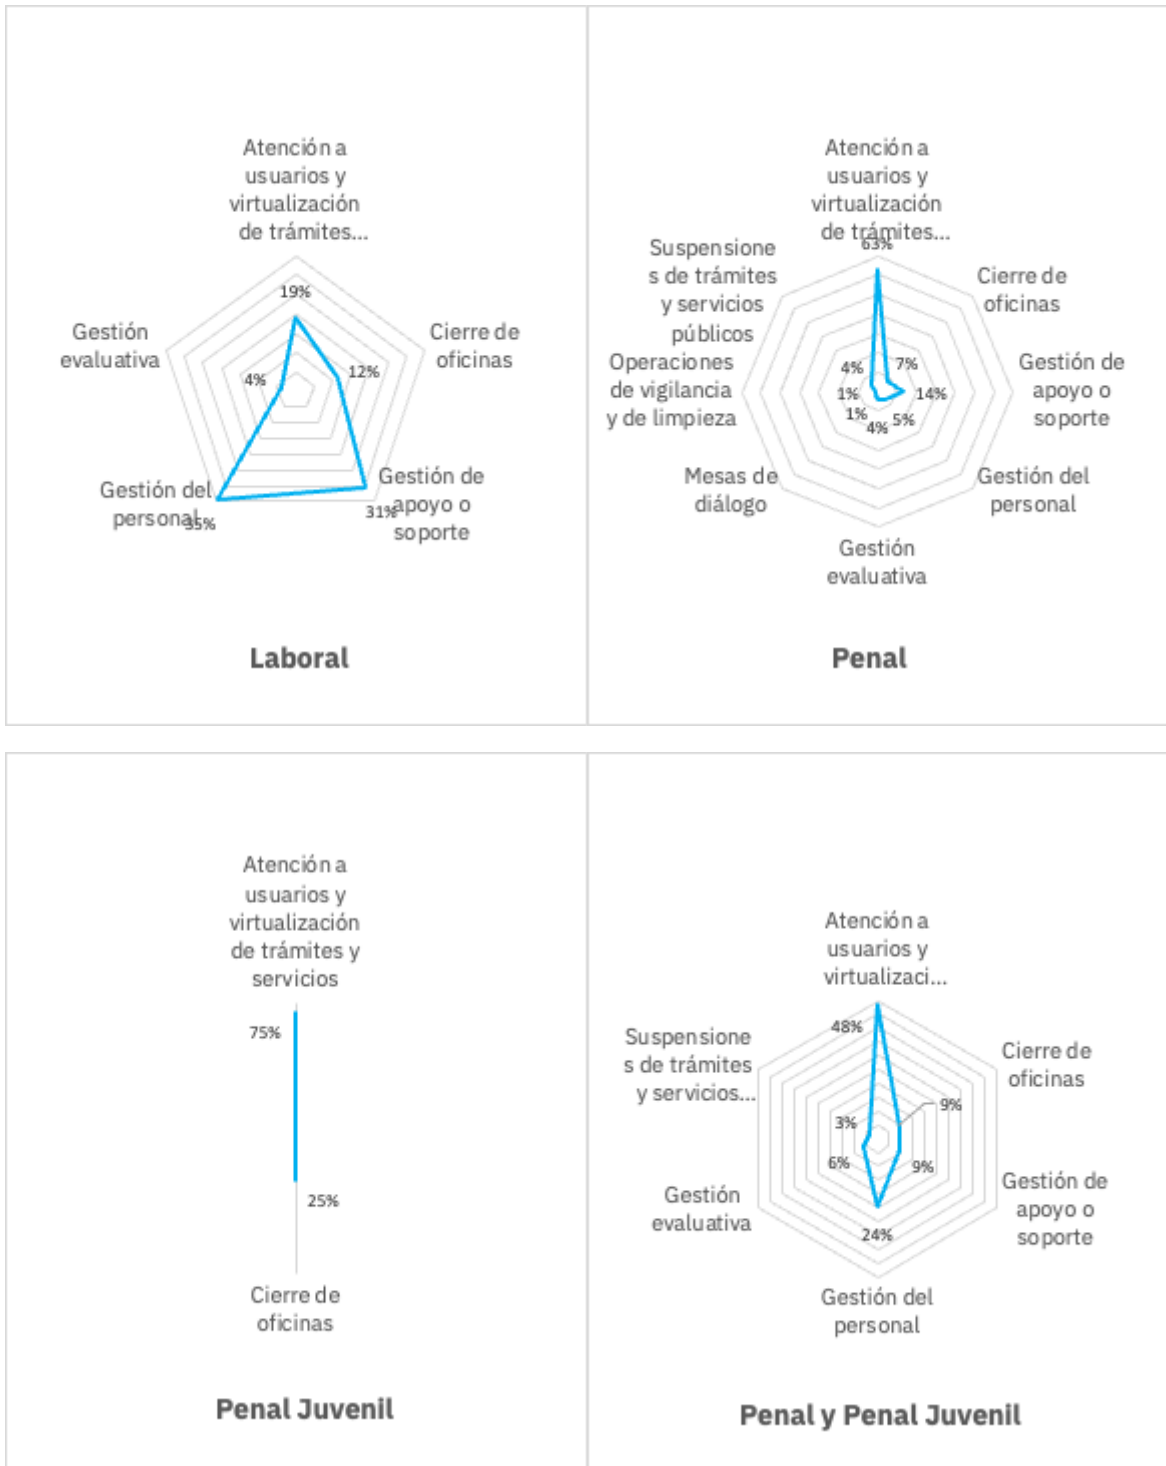 Atención a
usuarios y
virtualización
de trámites...
19%
Gestión
evaluativa
Cierre de
oficinas
4%
12%
Gestión del
personal
35%
Gestión de
apoyo o
soporte
31%
Laboral
Atención a
usuarios y
virtualización
de trámites...
63%
Suspensione
s de trámites
y servicios
públicos
Cierre de
oficinas
Operaciones
de vigilancia
y de limpieza
4%
7%
1%
14%
1%
4%
5%
Gestión de
apoyo o
soporte
Mesas de
diálogo
Gestión del
personal
Gestión
evaluativa
Penal
Atención a
usuarios y
virtualización
de trámites y
servicios
75%
25%
Cierre de
oficinas
Penal Juvenil
Atención a
usuarios y
virtualizaci...
48%
Suspensione
s de trámites
y servicios...
Cierre de
oficinas
3%
9%
6%
9%
Gestión
evaluativa
Gestión de
apoyo o
soporte
24%
Gestión del
personal
Penal y Penal Juvenil